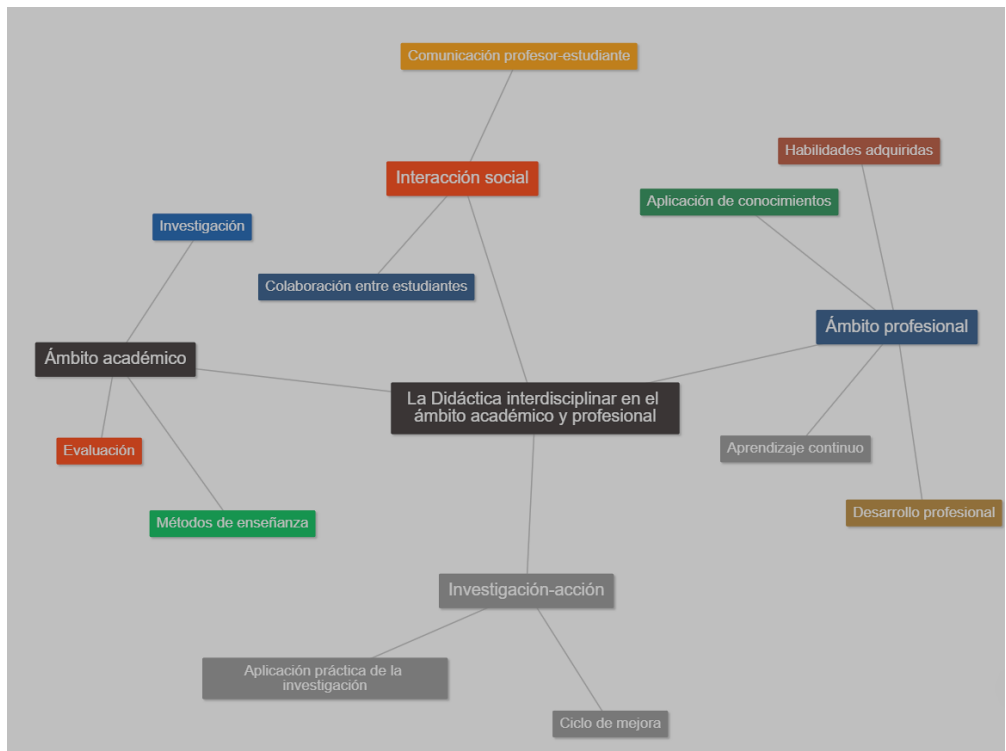 Comunicación profesor-estudiante
Habilidades adquiridas
Interacción social
Aplicación de conocimientos
Investigación
Colaboración entre estudiantes
Ámbito profesional
Ámbito académico
La Didáctica interdisciplinar en el
ámbito académico y profesional
Evaluación
Aprendizaje continuo
Desarrollo profesional
Métodos de enseñanza
Investigación-acción
Aplicación práctica de la
investigación
Ciclo de mejora